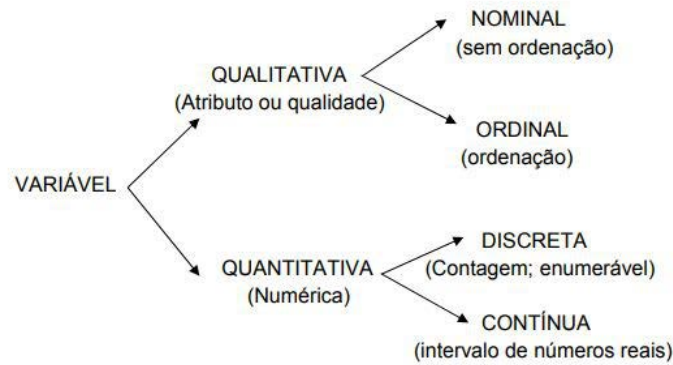 NOMINAL
(sem ordenação)
QUALITATIVA
(Atributo ou qualidade)
ORDINAL
(ordenação)
VARIÁVEL
DISCRETA
(Contagem; enumerável)
QUANTITATIVA
(Numérica)
CONTÍNUA
(intervalo de números reais)